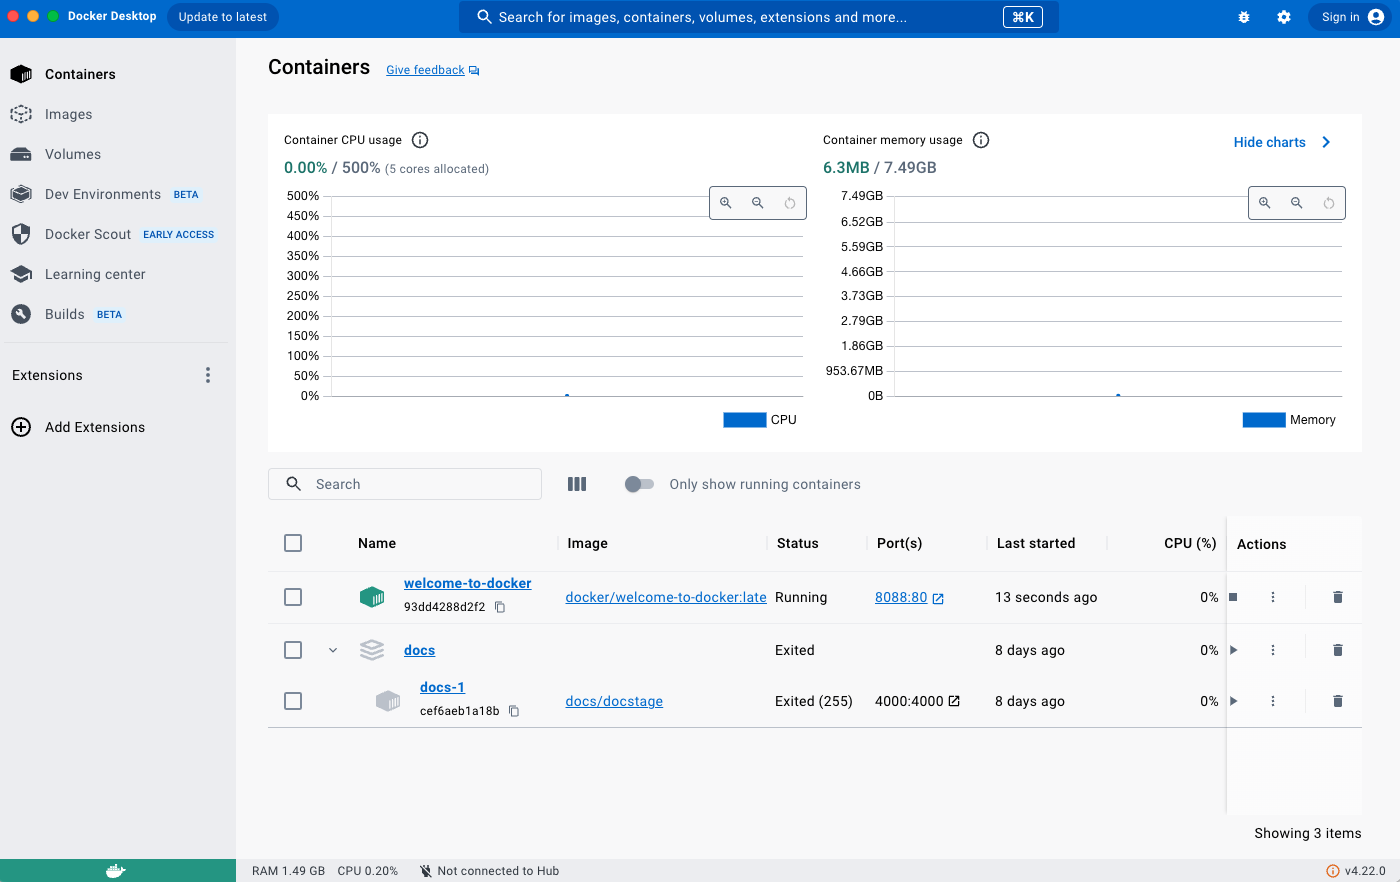 Docker Desktop
Update to latest
Search for images, containers, volumes, extensions and more...
⌘K
Sign in
Containers
Images
Volumes
Dev Environments BETA
Docker Scout EARLY ACCESS
Learning center
Builds BETA
Extensions
Add Extensions
Containers
Give feedback
Container CPU usage
0.00% / 500% (5 cores allocated)
500%
450%
400%
350%
300%
250%
200%
150%
100%
50%
0%
CPU
Container memory usage
6.3MB / 7.49GB
Hide charts
7.49GB
6.52GB
5.59GB
4.66GB
3.73GB
2.79GB
1.86GB
953.67MB
0B
Memory
Search
Only show running containers
Name Image Status Port(s) Last started CPU (%) Actions
welcome-to-docker
93dd4288d2f2
docker/welcome-to-docker:late Running 8088:80 13 seconds ago 0%
docs Exited 8 days ago 0%
docs-1
cef6aeb1a18b
docs/docstage Exited (255) 4000:4000 8 days ago 0%
Showing 3 items
RAM 1.49 GB CPU 0.20% Not connected to Hub
v4.22.0